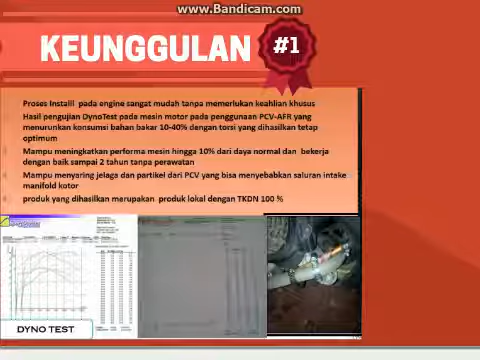 www.Bandicam.com
KEUNGGULAN
#1
Proses Installl pada engine sangat mudah tanpa memerlukan keahlian khusus
Hasil pengujian DynoTest pada mesin motor pada penggunaan PCV-AFR yang
menurunkan konsumsi bahan bakar 10-40% dengan torsi yang dihasilkan tetap
optimum
Mampu meningkatkan performa mesin hingga 10% dari daya normal dan bekerja
dengan baik sampai 2 tahun tanpa perawatan
Mampu menyaring jelaga dan partikel dari PCV yang bisa menyebabkan saluran intake
manifold kotor
produk yang dihasilkan merupakan produk lokal dengan TKDN 100 %
DYNO TEST